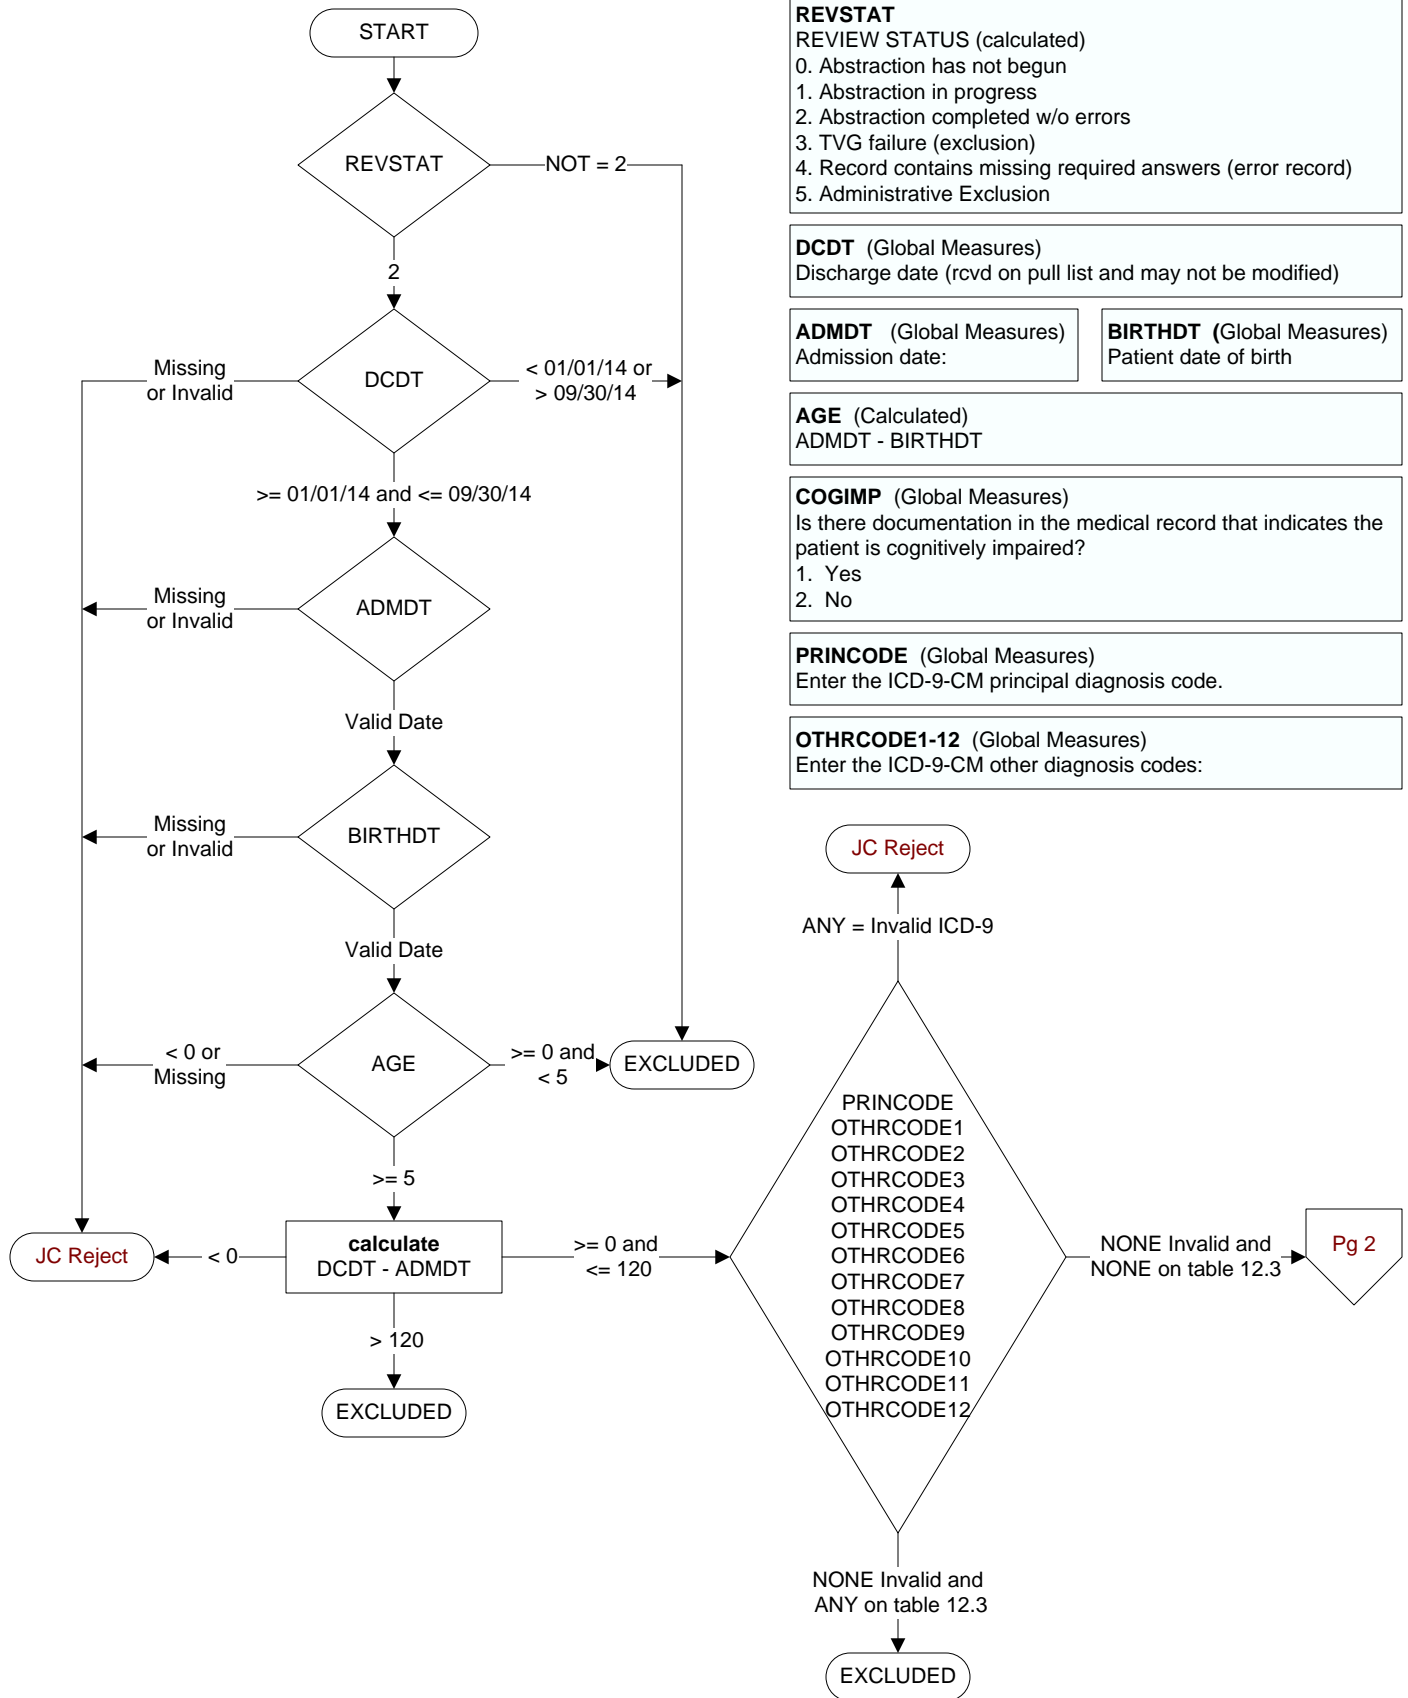 START
REVSTAT
NOT = 2
2
DCDT
Missing
or Invalid
< 01/01/14 or
> 09/30/14
>= 01/01/14 and <= 09/30/14
ADMDT
Missing
or Invalid
Valid Date
BIRTHDT
Missing
or Invalid
Valid Date
AGE
< 0 or
Missing
>= 0 and
< 5
EXCLUDED
>= 5
calculate
DCDT - ADMDT
< 0
JC Reject
>= 0 and
<= 120
> 120
EXCLUDED
REVSTAT
REVIEW STATUS (calculated)
0. Abstraction has not begun
1. Abstraction in progress
2. Abstraction completed w/o errors
3. TVG failure (exclusion)
4. Record contains missing required answers (error record)
5. Administrative Exclusion
DCDT (Global Measures)
Discharge date (rcvd on pull list and may not be modified)
ADMDT (Global Measures)
Admission date:
BIRTHDT (Global Measures)
Patient date of birth
AGE (Calculated)
ADMDT - BIRTHDT
COGIMP (Global Measures)
Is there documentation in the medical record that indicates the
patient is cognitively impaired?
1. Yes
2. No
PRINCODE (Global Measures)
Enter the ICD-9-CM principal diagnosis code.
OTHRCODE1-12 (Global Measures)
Enter the ICD-9-CM other diagnosis codes:
JC Reject
ANY = Invalid ICD-9
PRINCODE
OTHRCODE1
OTHRCODE2
OTHRCODE3
OTHRCODE4
OTHRCODE5
OTHRCODE6
OTHRCODE7
OTHRCODE8
OTHRCODE9
OTHRCODE10
OTHRCODE11
OTHRCODE12
NONE Invalid and
NONE on table 12.3
Pg 2
NONE Invalid and
ANY on table 12.3
EXCLUDED